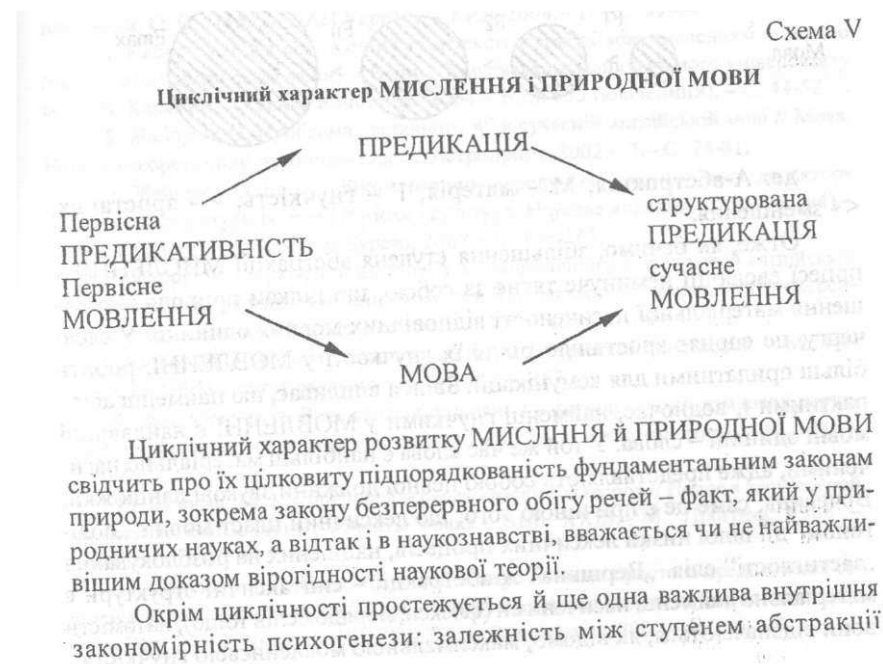 Схема V
Циклічний характер МИСЛЕННЯ і ПРИРОДНОЇ МОВИ
ПРЕДИКАЦІЯ
Первісна
ПРЕДИКАТИВНІСТЬ
Первісне
МОВЛЕННЯ
структурована
ПРЕДИКАЦІЯ
сучасне
МОВЛЕННЯ
МОВА
Циклічний характер розвитку МИСЛННЯ й ПРИРОДНОЇ МОВИ
свідчить про їх цілковиту підпорядкованість фундаментальним законам
природи, зокрема закону безперервного обігу речей – факт, який у при-
родничих науках, а відтак і в наукознавстві, вважається чи не найважли-
вішим доказом вірогідності наукової теорії.
Окрім циклічності простежується й ще одна важлива внутрішня
закономірність психогенези: залежність між ступенем абстракції